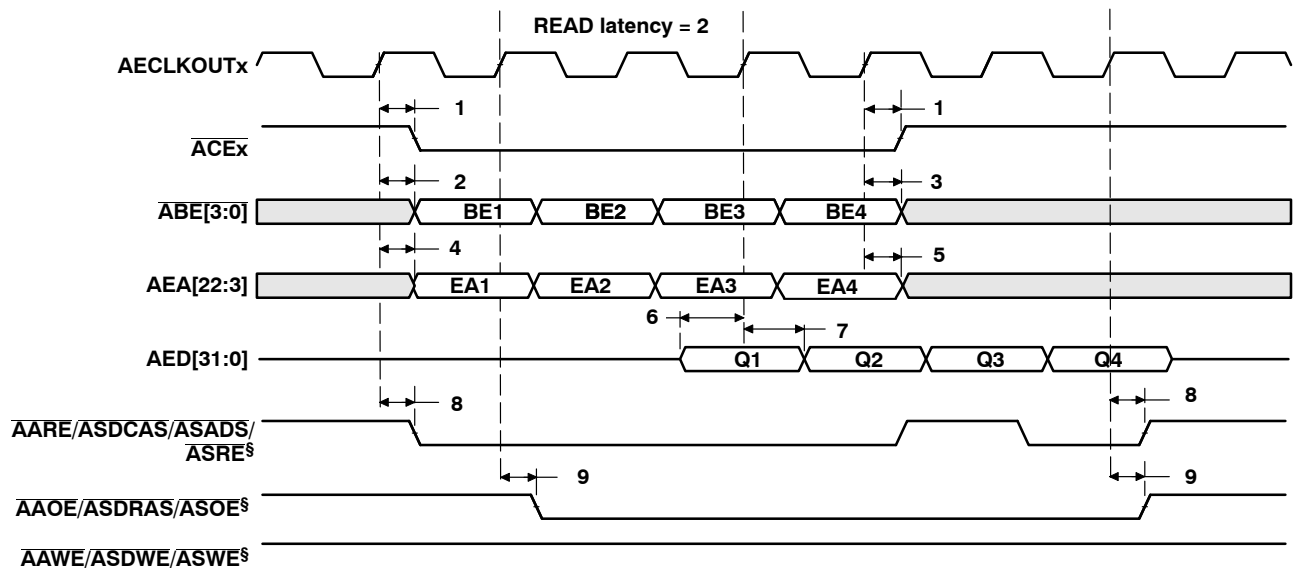 READ latency = 2
AECLKOUTx
1 1
ACEx
2 3
ABE[3:0] BE1 BE2 BE3 BE4
4 5
AEA[22:3] EA1 EA2 EA3 EA4
6 7
AED[31:0] Q1 Q2 Q3 Q4
8 8
AARE/ASDCAS/ASADS/
ASRE§
9 9
AAOE/ASDRAS/ASOE§
AAWE/ASDWE/ASWE§